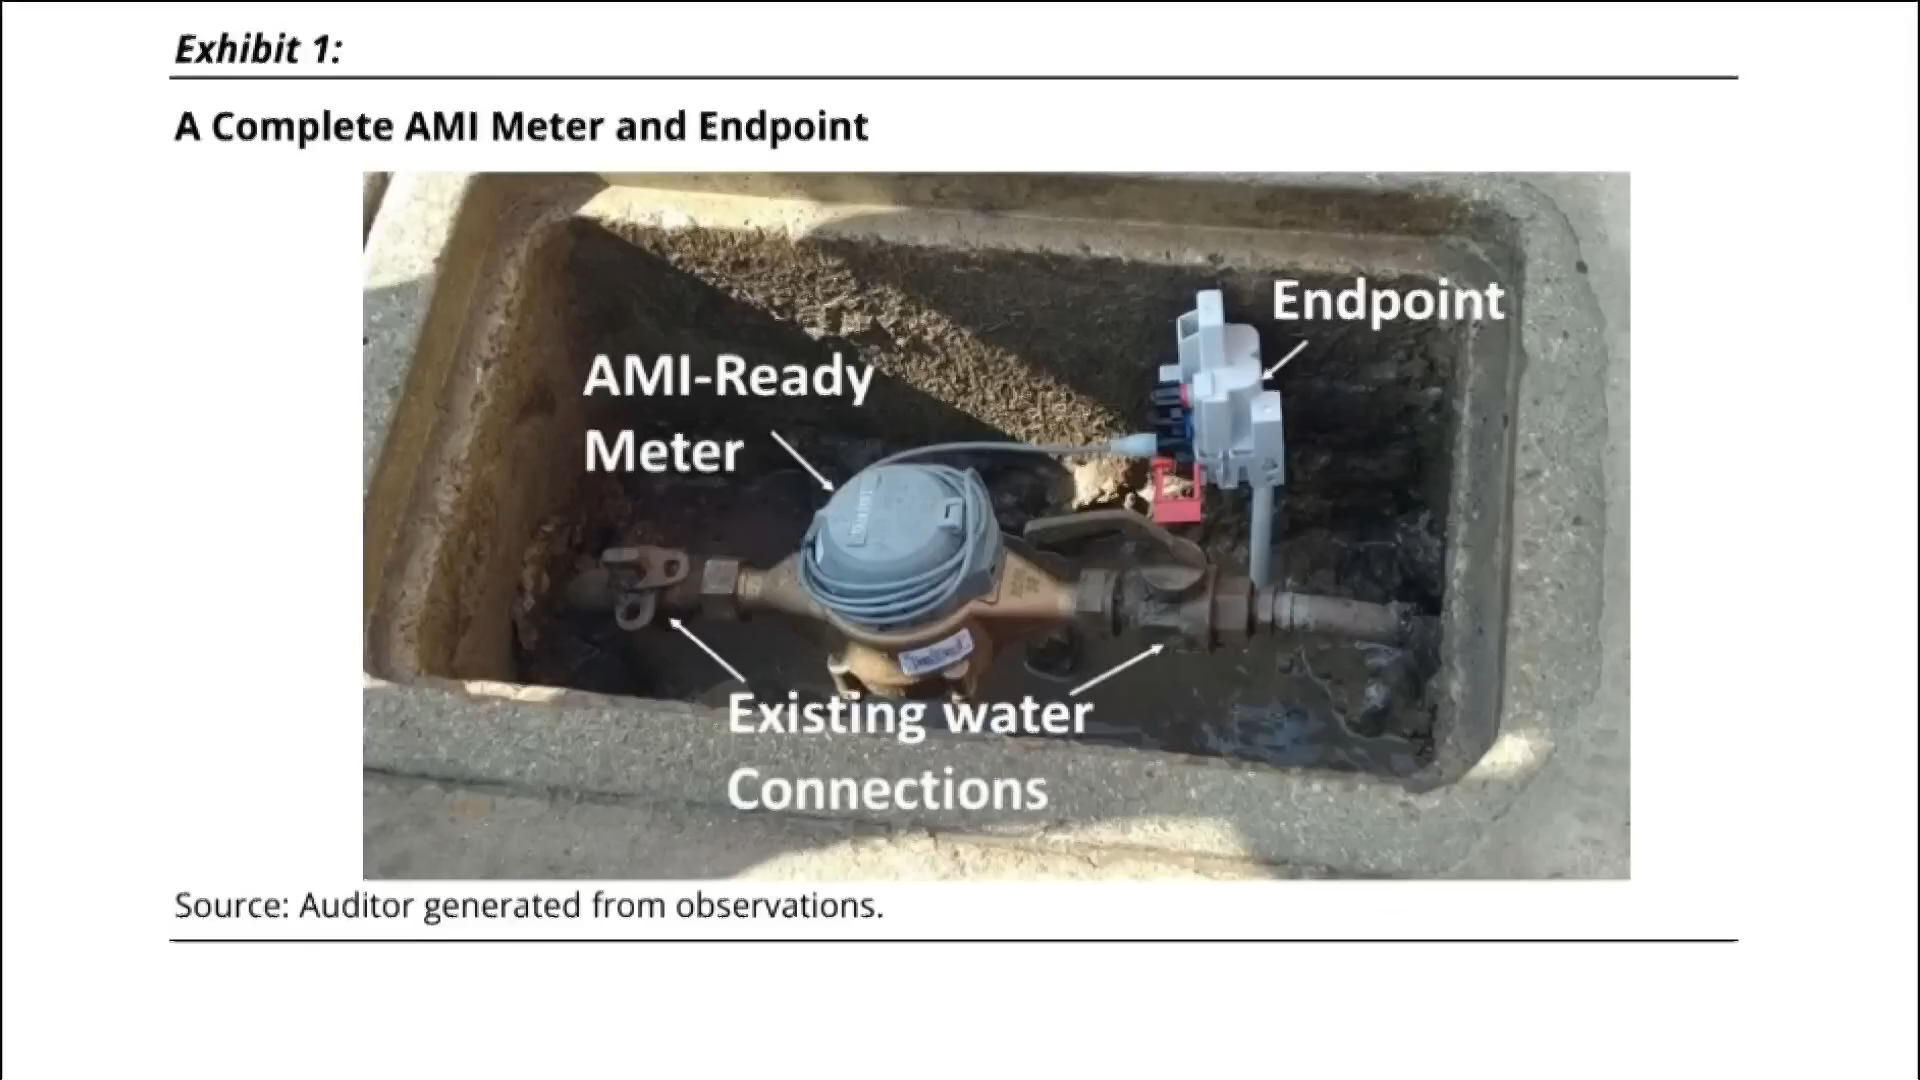 Exhibit 1:
A Complete AMI Meter and Endpoint
Endpoint
AMI-Ready
Meter
Existing water
Connections
Source: Auditor generated from observations.